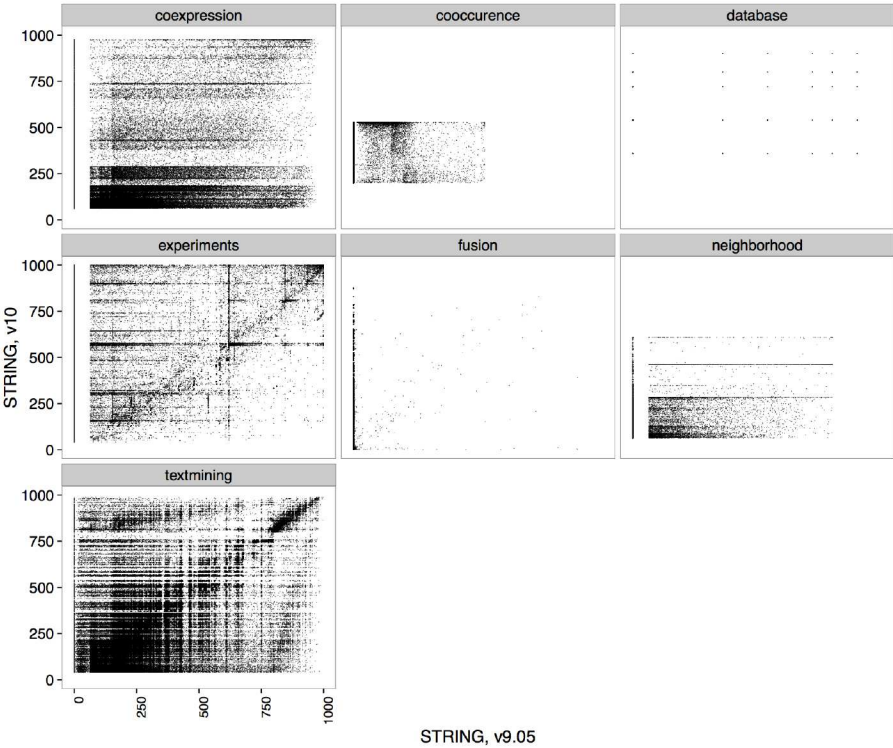 coexpression cooccurence database
1000
750
500
250
0
experiments fusion neighborhood
1000
750
500
250
0
STRING, v10
textmining
1000
750
500
250
0
0 250 500 750 1000
STRING, v9.05